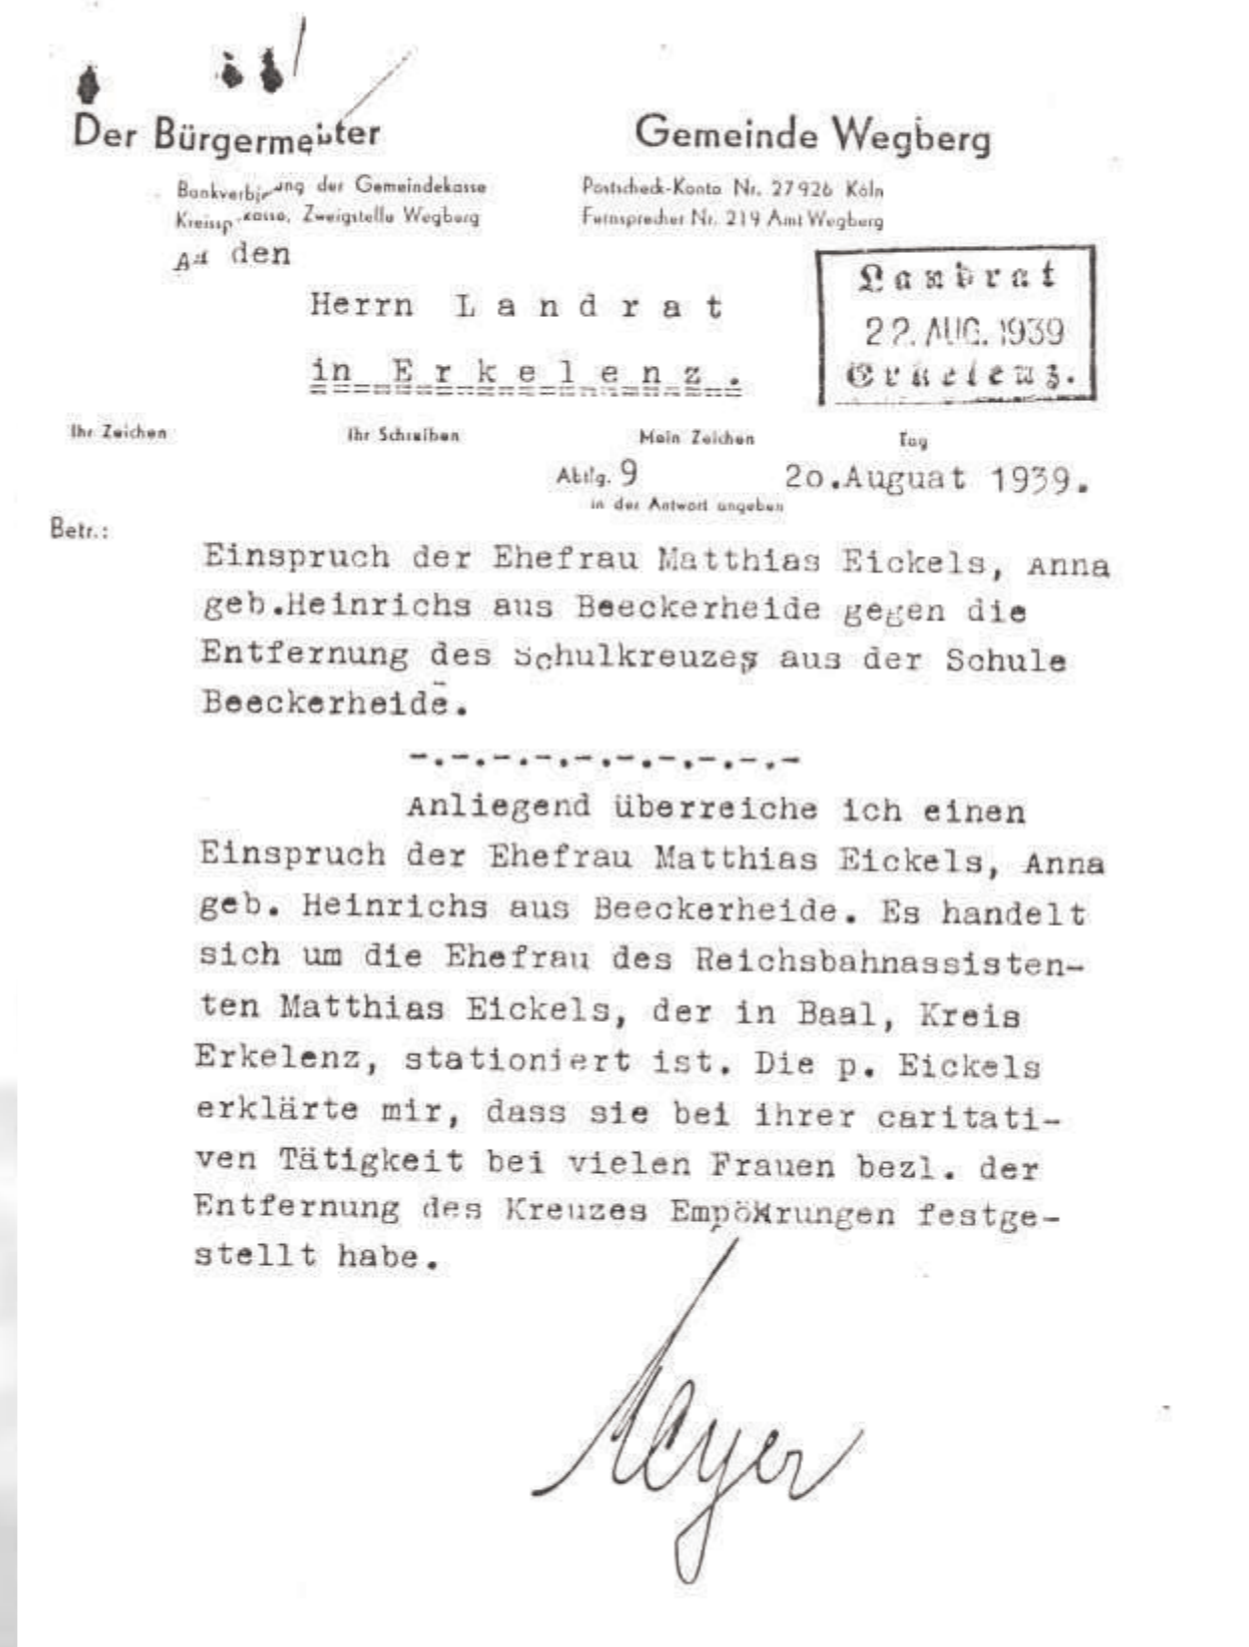 Der Bürgermeister
Gemeinde Wegberg
Bankverbindung der Gemeindekasse
Kreissparkasse, Zweigstelle Wegberg
Postscheck-Konto Nr. 27926 Köln
Fernsprecher Nr. 219 Amt Wegberg
An den
Herrn Landrat
in Erkelenz.
Landrat
22. AUG. 1939
Erkelenz.
Ihr Zeichen
Ihr Schreiben
Mein Zeichen
Tag
Abtlg. 9
2o.Auguat 1939.
in der Antwort angeben
Betr.:
Einspruch der Ehefrau Matthias Eickels, Anna
geb.Heinrichs aus Beeckerheide gegen die
Entfernung des Schulkreuzes aus der Schule
Beeckerheide.
-.-.-.-.-.-.-.-.-.-
Anliegend überreiche ich einen
Einspruch der Ehefrau Matthias Eickels, Anna
geb. Heinrichs aus Beeckerheide. Es handelt
sich um die Ehefrau des Reichsbahnassisten-
ten Matthias Eickels, der in Baal, Kreis
Erkelenz, stationiert ist. Die p. Eickels
erklärte mir, dass sie bei ihrer caritati-
ven Tätigkeit bei vielen Frauen bezl. der
Entfernung des Kreuzes Empöxrungen festge-
stellt habe.
Meyer